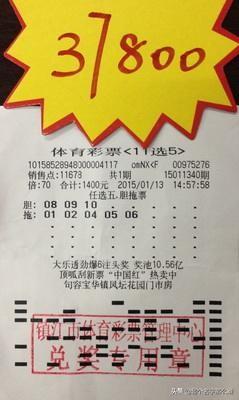 37800
体育彩票<11选5>
10158528948000004117 omNX<F 00975276
销售点:11678 共1期 15011340期
倍:70 合计:1400元 2015/01/13 14:57:58
任选五.胆拖票
胆: 08 09 10
拖: 01 02 04 05 06
大乐透劲爆6注头奖 奖池10.56亿
顶呱刮新票“中国红”热卖中
句容宝华镇凤坛花园门市房
镇江市体育彩票管理中心
兑奖专用章